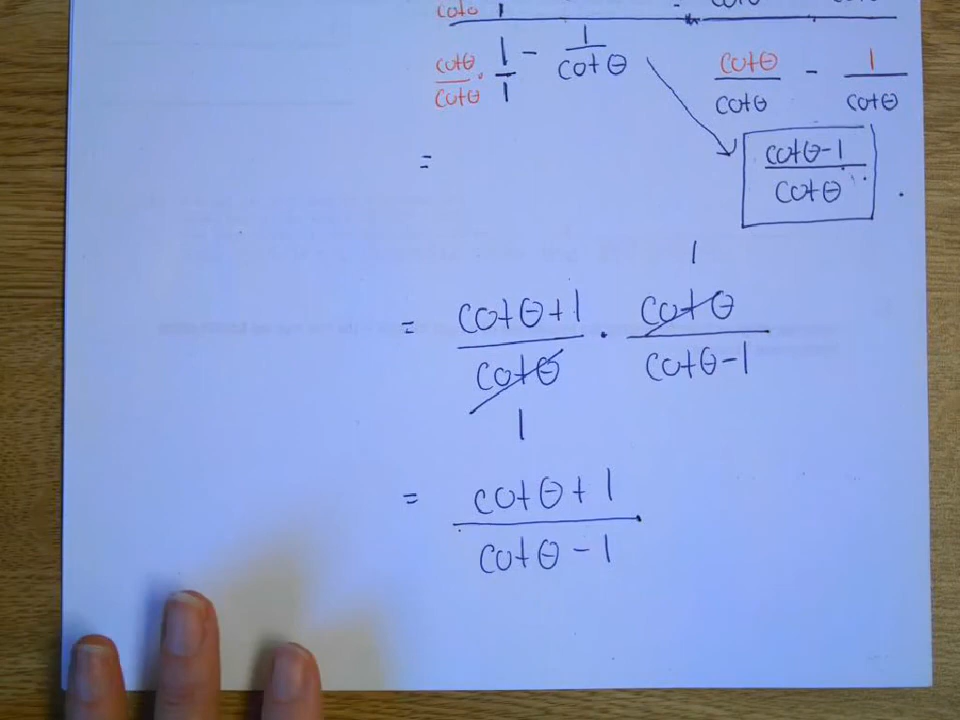 cotθ/cotθ · 1/1 - 1/cotθ    cotθ/cotθ - 1/cotθ
=    (cotθ-1)/cotθ
= (cotθ+1)/cotθ · cotθ/(cotθ-1)
1
1
= (cotθ+1)/(cotθ-1)